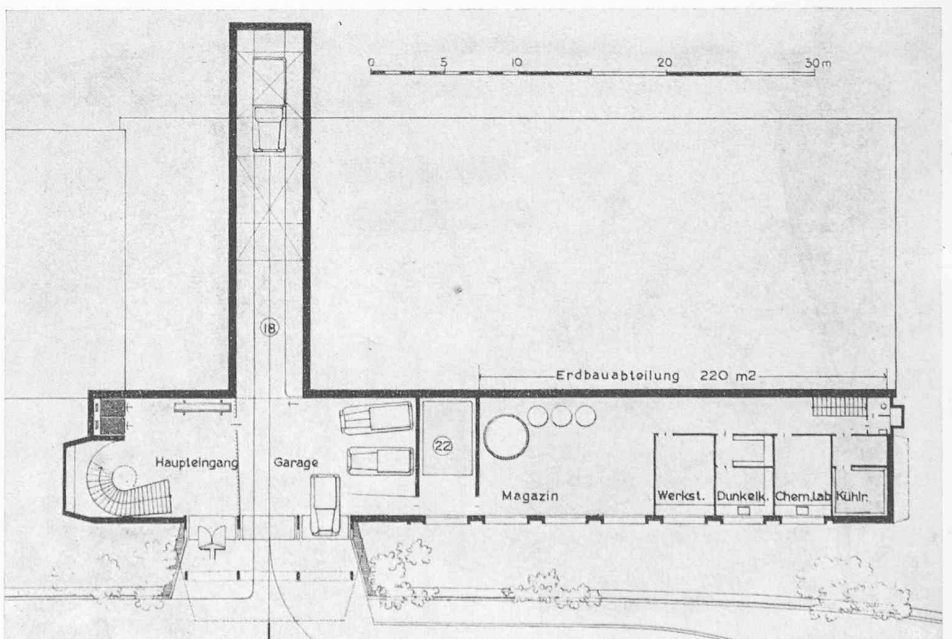 0 5 10 20 30 m
18
Erdbauabteilung 220 m2
22
Haupteingang Garage
Magazin Werkst. Dunkelk. Chem.Lab. Kühlr.